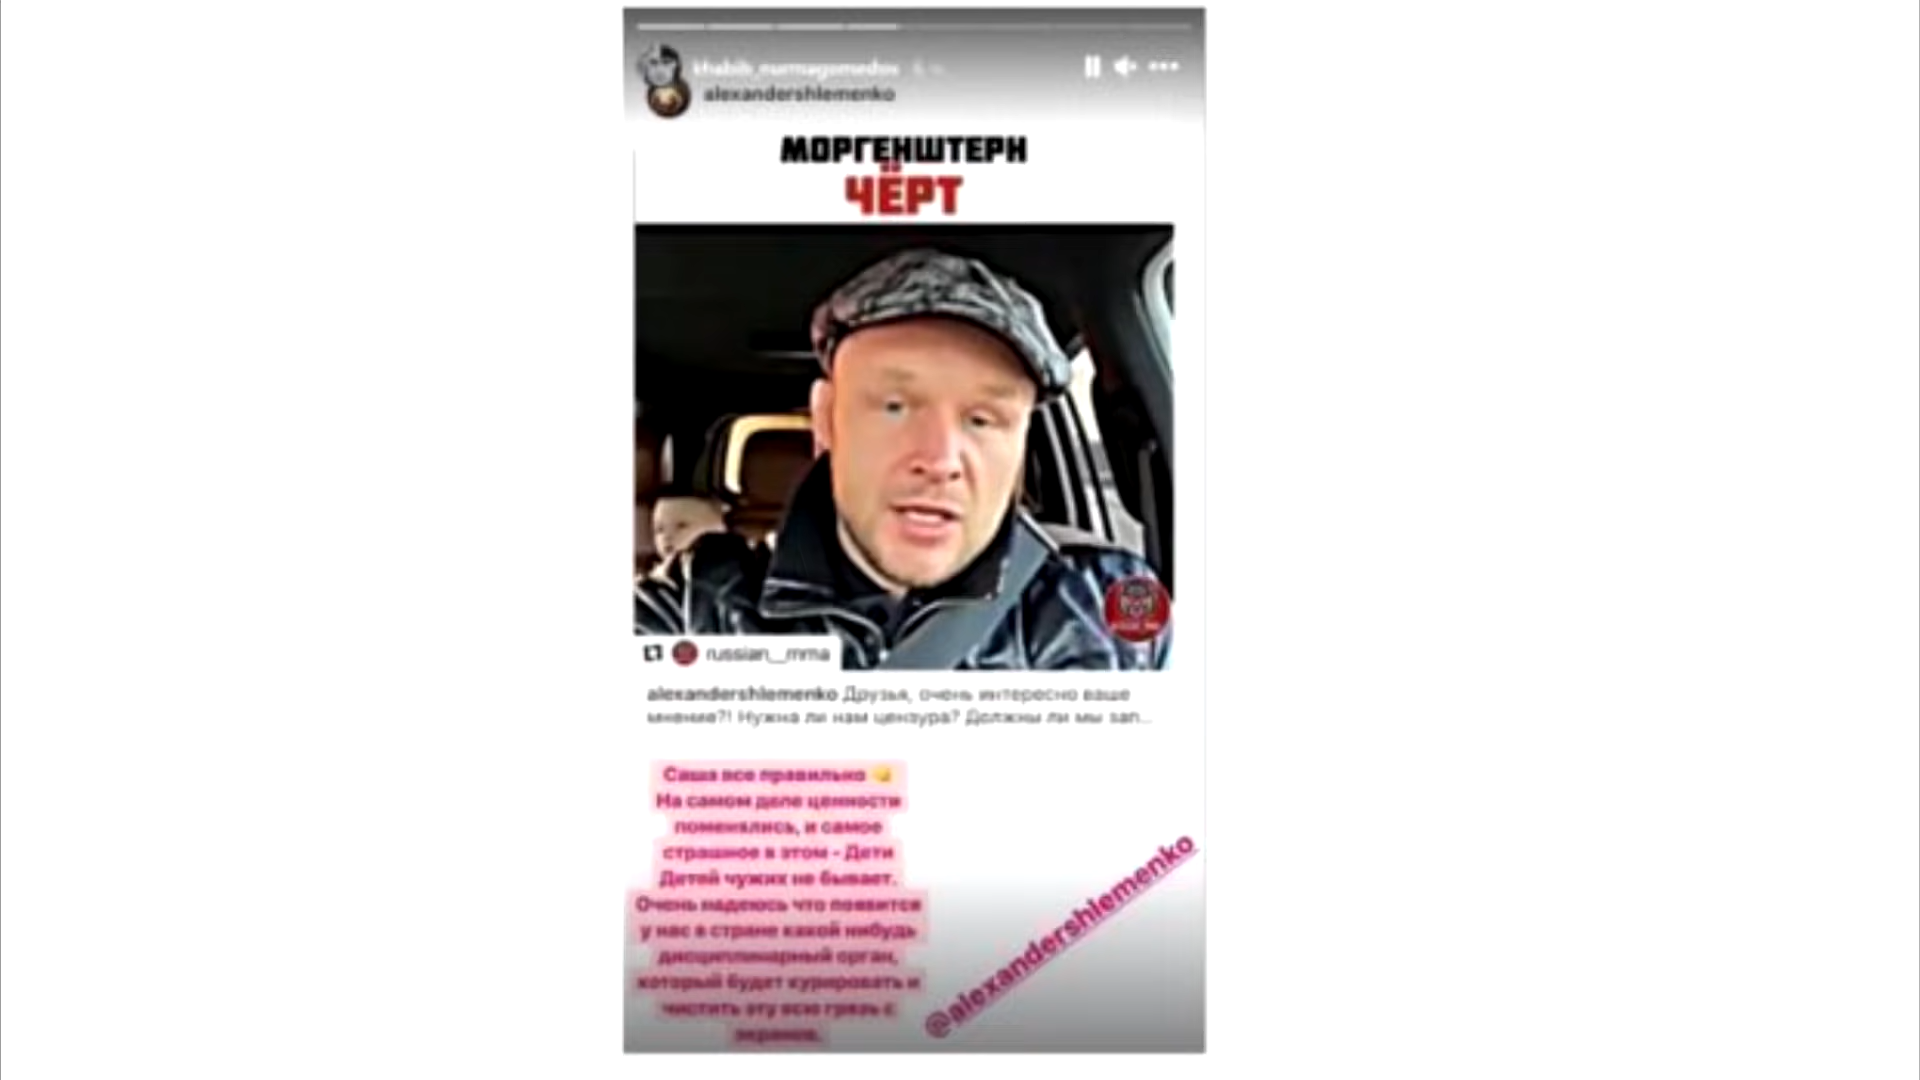 khabib_nurmagomedov
alexandershlemenko
МОРГЕНШТЕРН
ЧЁРТ
russian__mma
alexandershlemenko Друзья, очень интересно ваше
мнение?! Нужна ли нам цензура? Должны ли мы зап...
Саша все правильно
На самом деле ценности
поменялись, и самое
страшное в этом - Дети
Детей чужих не бывает.
Очень надеюсь что появится
у нас в стране какой нибудь
дисциплинарный орган,
который будет курировать и
чистить эту всю грязь с
экранов.
@alexandershlemenko